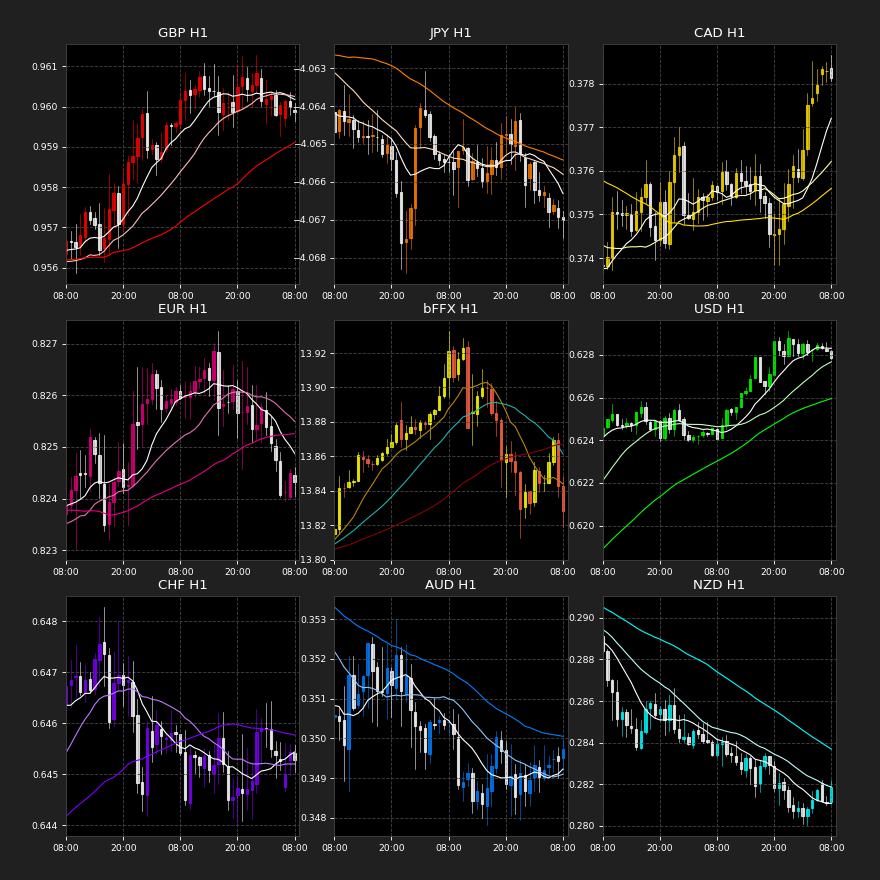 GBP H1
0.961
0.960
0.959
0.958
0.957
0.956
08:00 20:00 08:00 20:00 08:00
JPY H1
−4.063
−4.064
−4.065
−4.066
−4.067
−4.068
08:00 20:00 08:00 20:00 08:00
CAD H1
0.378
0.377
0.376
0.375
0.374
08:00 20:00 08:00 20:00 08:00
EUR H1
0.827
0.826
0.825
0.824
0.823
08:00 20:00 08:00 20:00 08:00
bFFX H1
13.92
13.90
13.88
13.86
13.84
13.82
13.80
08:00 20:00 08:00 20:00 08:00
USD H1
0.628
0.626
0.624
0.622
0.620
08:00 20:00 08:00 20:00 08:00
CHF H1
0.648
0.647
0.646
0.645
0.644
08:00 20:00 08:00 20:00 08:00
AUD H1
0.353
0.352
0.351
0.350
0.349
0.348
08:00 20:00 08:00 20:00 08:00
NZD H1
0.290
0.288
0.286
0.284
0.282
0.280
08:00 20:00 08:00 20:00 08:00